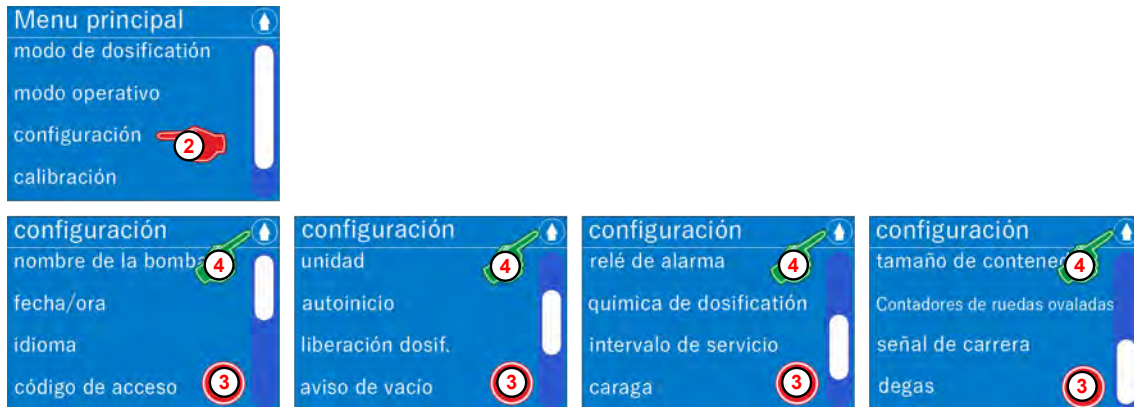 Menu principal
modo de dosificatión
modo operativo
configuración
2
calibración
configuración
nombre de la bomba
4
fecha/ora
idioma
código de acceso
3
configuración
unidad
4
autoinicio
liberación dosif.
aviso de vacío
3
configuración
relé de alarma
4
química de dosificatión
intervalo de servicio
caraga
3
configuración
tamaño de contene
4
Contadores de ruedas ovaladas
señal de carrera
degas
3